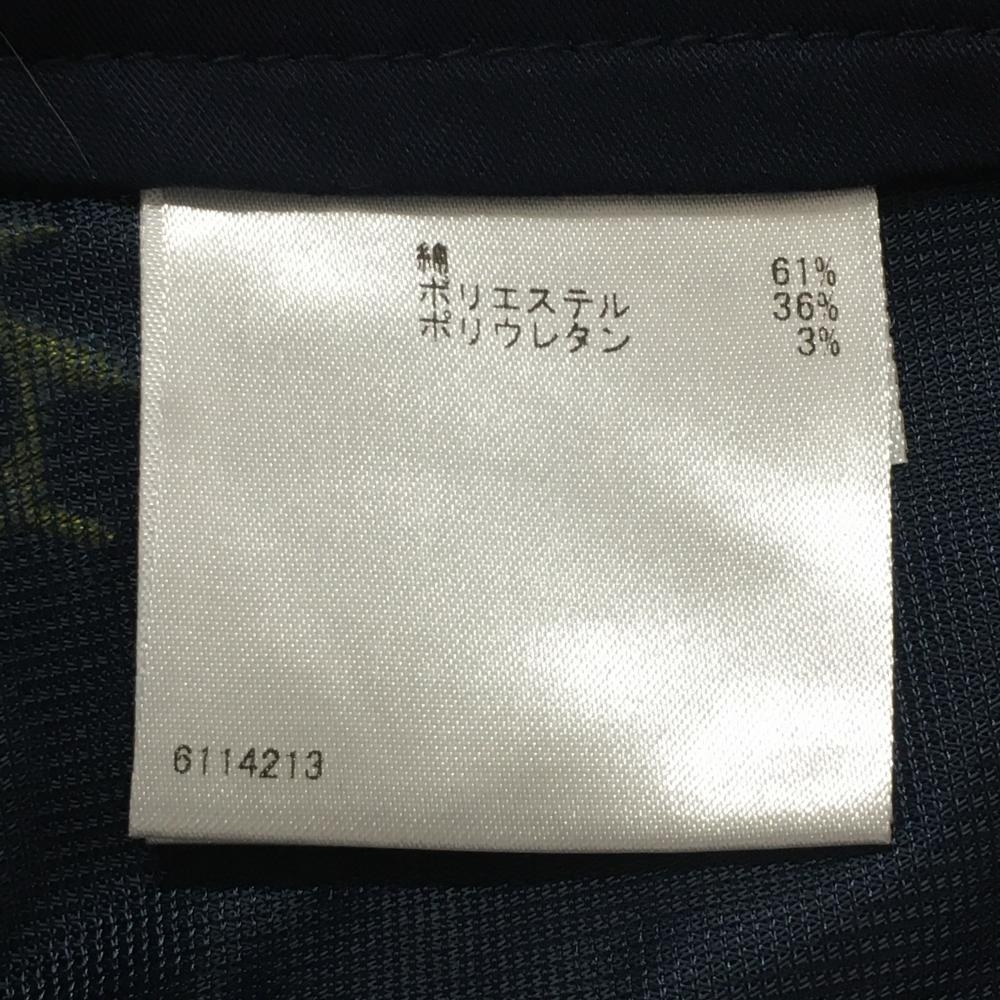 綿 61%
ポリエステル 36%
ポリウレタン 3%
6114213